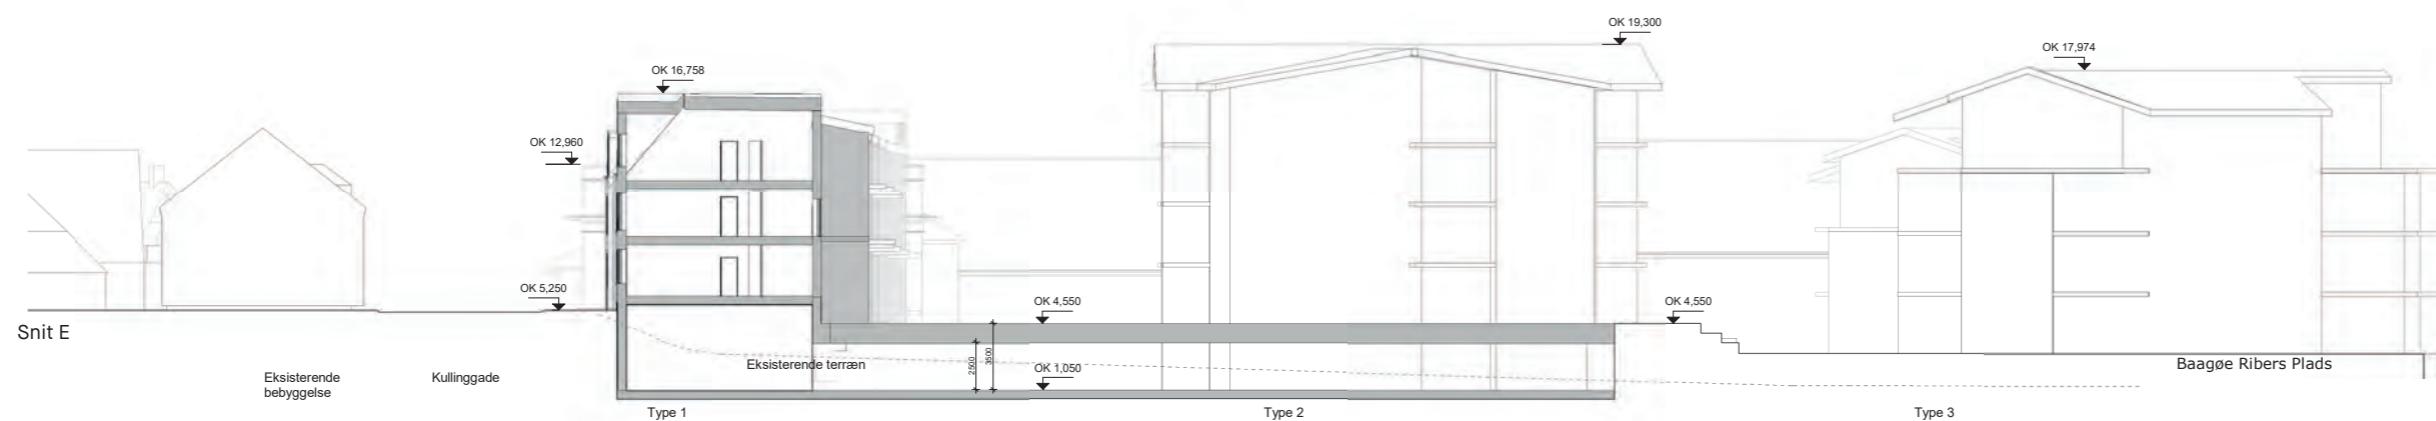 OK 19,300
OK 17,974
OK 16,758
OK 12,960
OK 5,250
OK 4,550
OK 4,550
Snit E
3500
2500
Eksisterende terræn
OK 1,050
Baagøe Ribers Plads
Eksisterende
bebyggelse
Kullinggade
Type 1
Type 2
Type 3